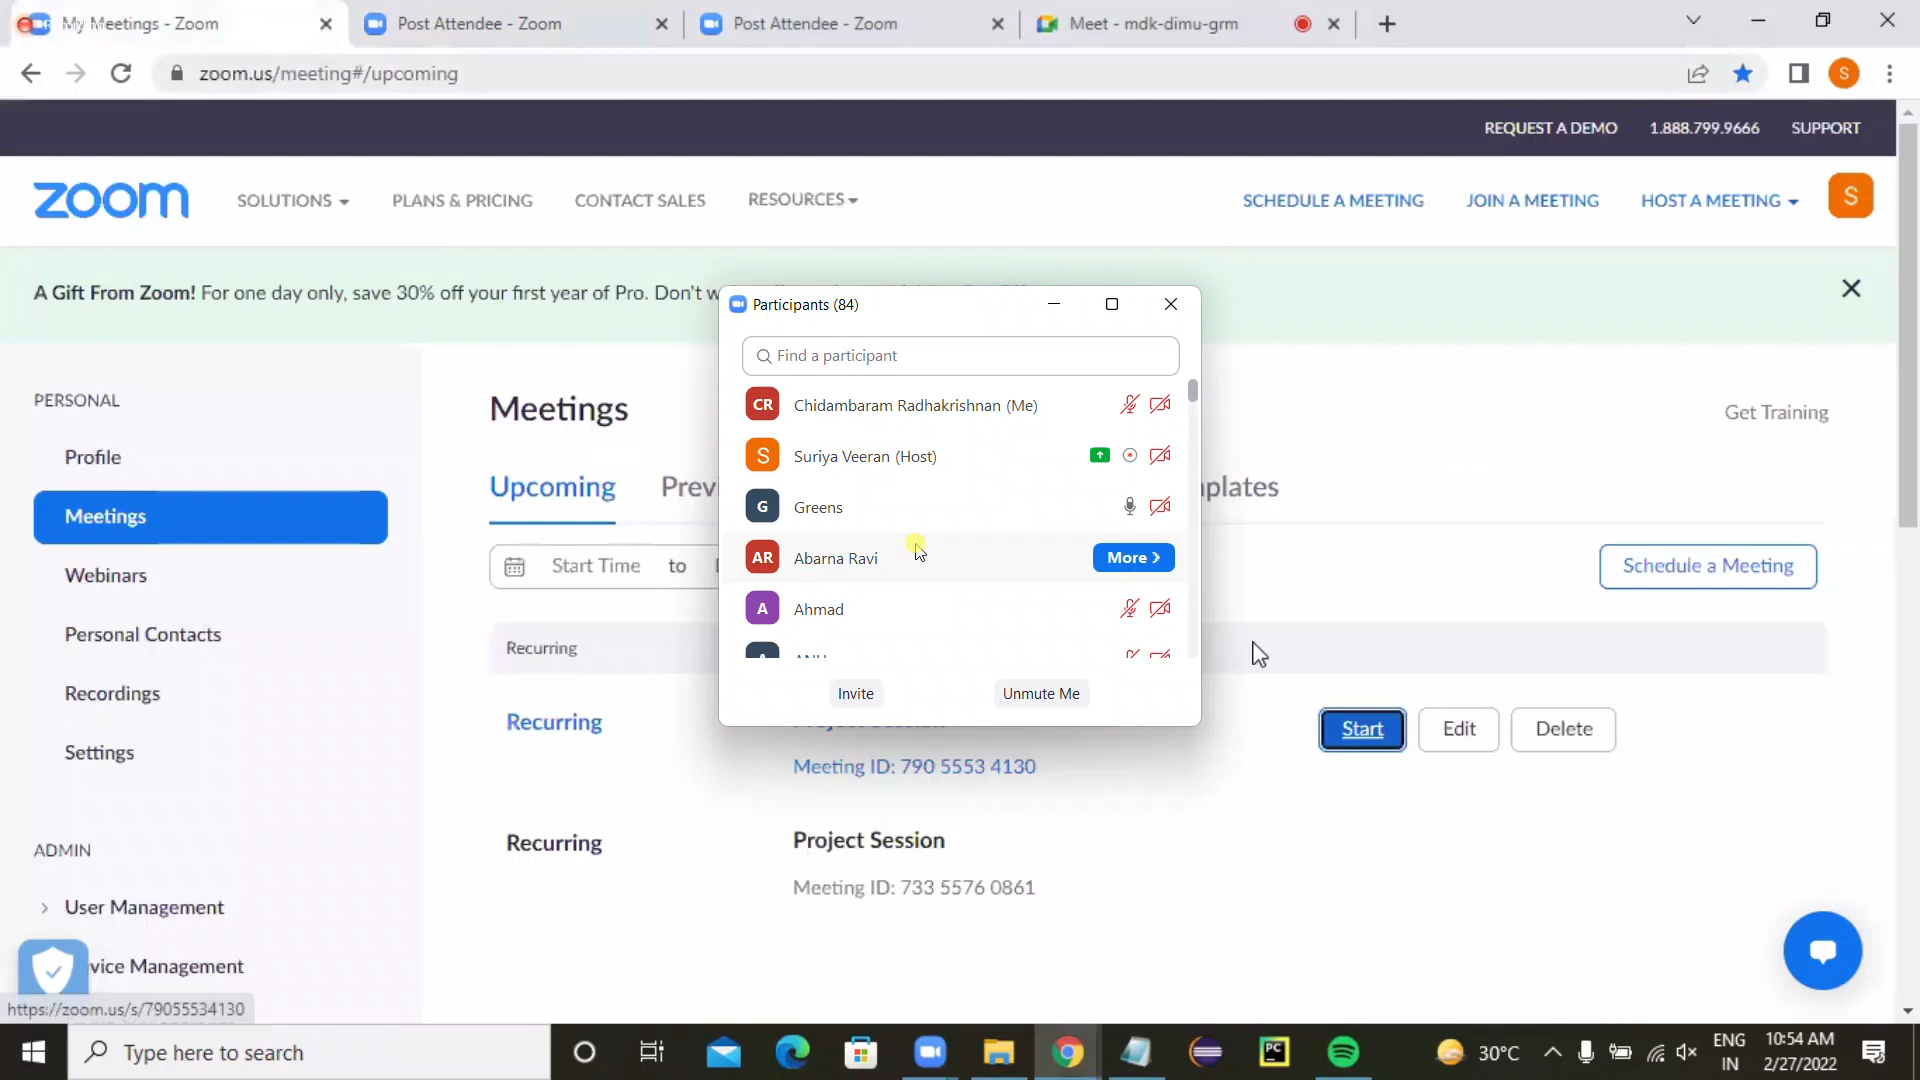 My Meetings - Zoom
Post Attendee - Zoom
Post Attendee - Zoom
Meet - mdk-dimu-grm
zoom.us/meeting#/upcoming
S
REQUEST A DEMO
1.888.799.9666
SUPPORT
zoom
SOLUTIONS
PLANS & PRICING
CONTACT SALES
RESOURCES
SCHEDULE A MEETING
JOIN A MEETING
HOST A MEETING
S
A Gift From Zoom! For one day only, save 30% off your first year of Pro. Don't
Participants (84)
Find a participant
CR Chidambaram Radhakrishnan (Me)
S Suriya Veeran (Host)
G Greens
AR Abarna Ravi
More
A Ahmad
Invite
Unmute Me
PERSONAL
Profile
Meetings
Webinars
Personal Contacts
Recordings
Settings
ADMIN
User Management
vice Management
Meetings
Get Training
Upcoming
Previ
plates
Start Time to
Schedule a Meeting
Recurring
Recurring
Meeting ID: 790 5553 4130
Start
Edit
Delete
Recurring
Project Session
Meeting ID: 733 5576 0861
https://zoom.us/s/79055534130
Type here to search
PC
30°C
ENG
IN
10:54 AM
2/27/2022